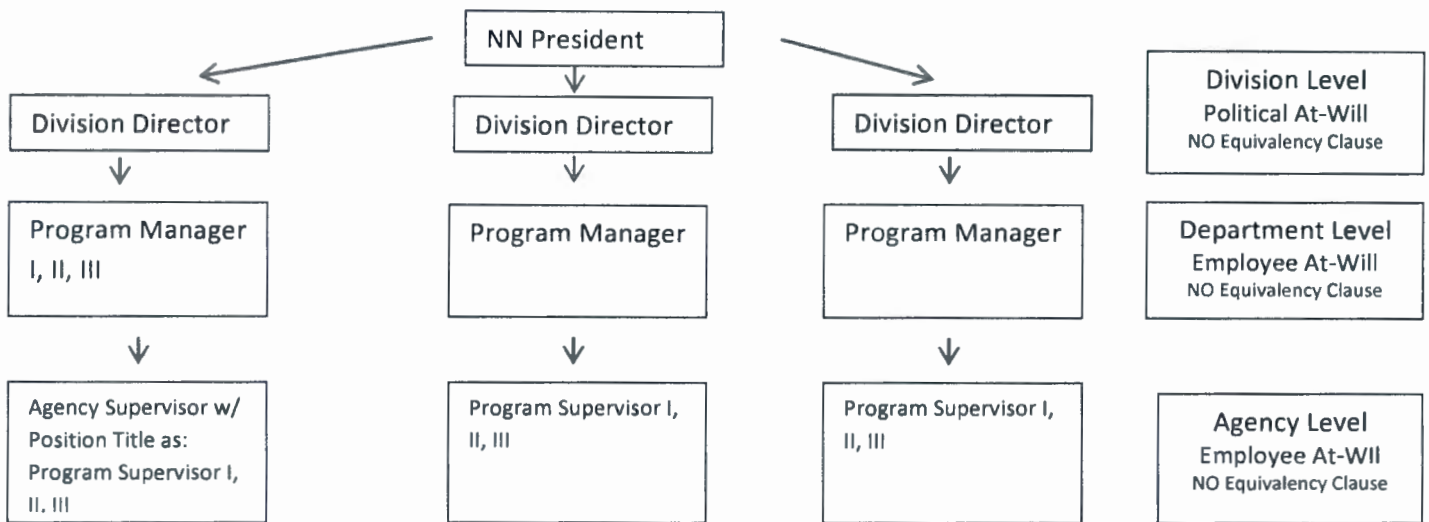 NN President
Division Director
Division Director
Division Director
Division Level
Political At-Will
NO Equivalency Clause
Program Manager
I, II, III
Program Manager
Program Manager
Department Level
Employee At-Will
NO Equivalency Clause
Agency Supervisor w/
Position Title as:
Program Supervisor I,
II, III
Program Supervisor I,
II, III
Program Supervisor I,
II, III
Agency Level
Employee At-WIll
NO Equivalency Clause